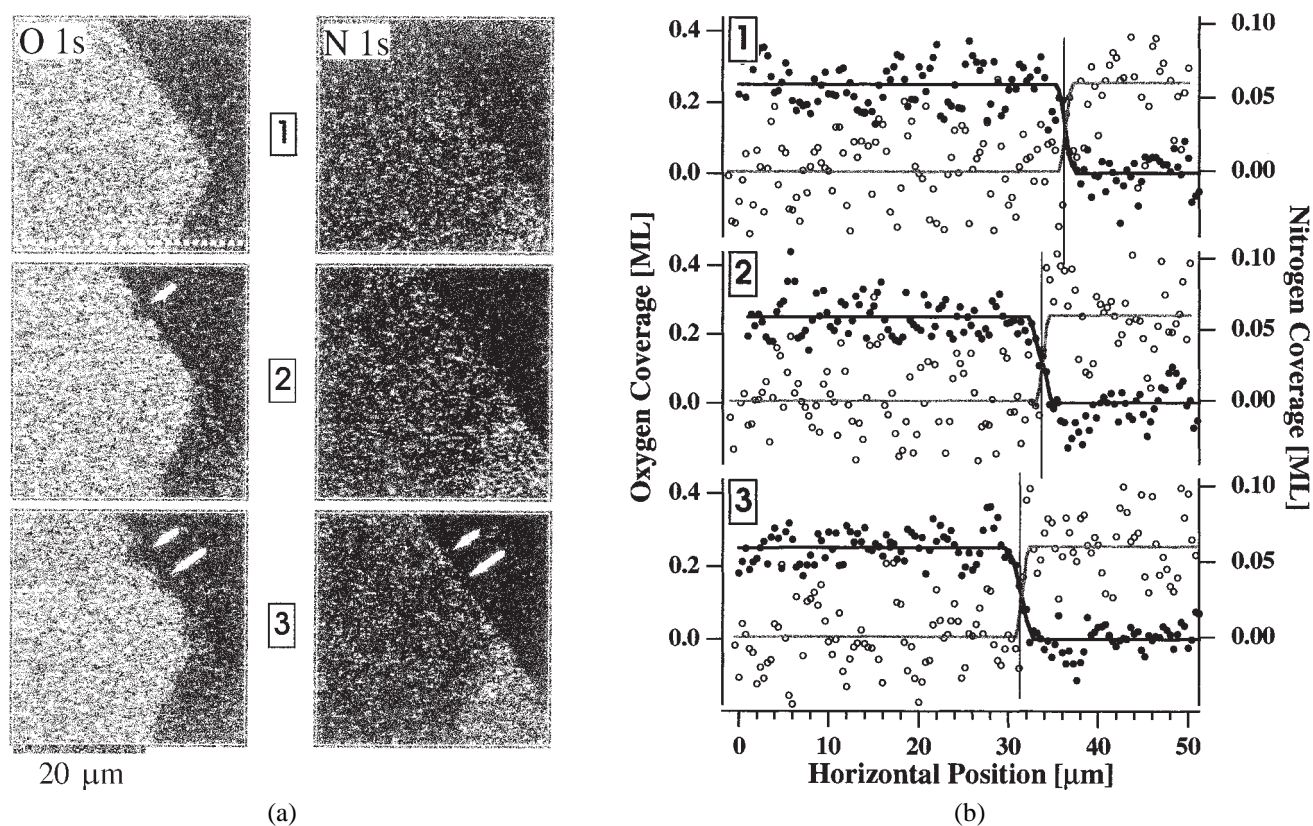 O 1s
N 1s
1
2
3
20 μm
(a)
Oxygen Coverage [ML]
Nitrogen Coverage [ML]
1
0.4
0.2
0.0
0.10
0.05
0.00
2
0.4
0.2
0.0
0.10
0.05
0.00
3
0.4
0.2
0.0
0.10
0.05
0.00
0 10 20 30 40 50
Horizontal Position [μm]
(b)